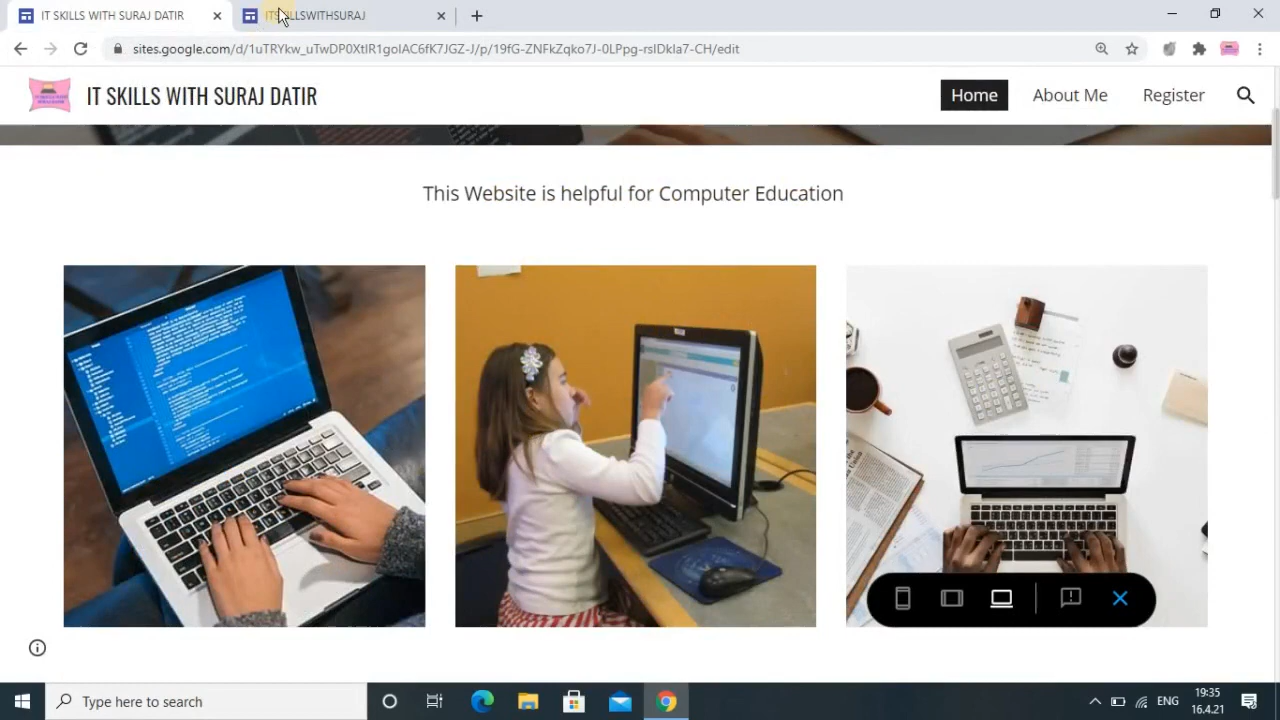 IT SKILLS WITH SURAJ DATIR
ITSKILLSWITHSURAJ
sites.google.com/d/1uTRYkw_uTwDP0XtIR1goIAC6fK7JGZ-J/p/19fG-ZNFkZqko7J-0LPpg-rsIDkla7-CH/edit
IT SKILLS WITH SURAJ DATIR
Home
About Me
Register
This Website is helpful for Computer Education
Type here to search
ENG
19:35
16.4.21